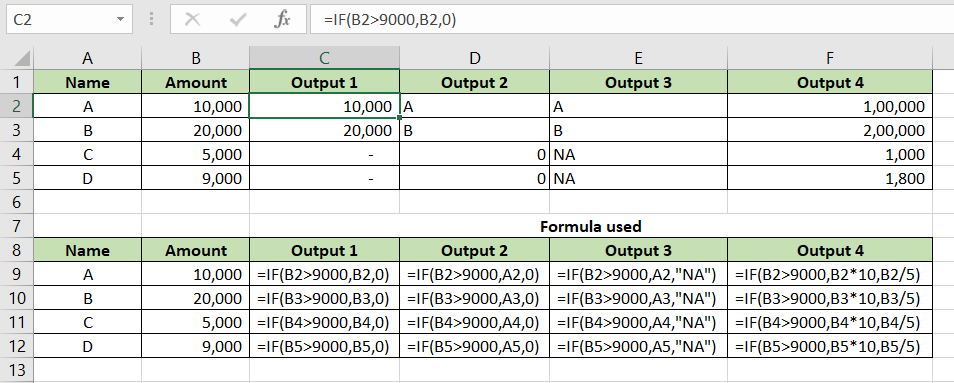 C2 fx =IF(B2>9000,B2,0)
A B C D E F
1 Name Amount Output 1 Output 2 Output 3 Output 4
2 A 10,000 10,000 A A 1,00,000
3 B 20,000 20,000 B B 2,00,000
4 C 5,000 - 0 NA 1,000
5 D 9,000 - 0 NA 1,800
6
7 Formula used
8 Name Amount Output 1 Output 2 Output 3 Output 4
9 A 10,000 =IF(B2>9000,B2,0) =IF(B2>9000,A2,0) =IF(B2>9000,A2,"NA") =IF(B2>9000,B2*10,B2/5)
10 B 20,000 =IF(B3>9000,B3,0) =IF(B3>9000,A3,0) =IF(B3>9000,A3,"NA") =IF(B3>9000,B3*10,B3/5)
11 C 5,000 =IF(B4>9000,B4,0) =IF(B4>9000,A4,0) =IF(B4>9000,A4,"NA") =IF(B4>9000,B4*10,B4/5)
12 D 9,000 =IF(B5>9000,B5,0) =IF(B5>9000,A5,0) =IF(B5>9000,A5,"NA") =IF(B5>9000,B5*10,B5/5)
13